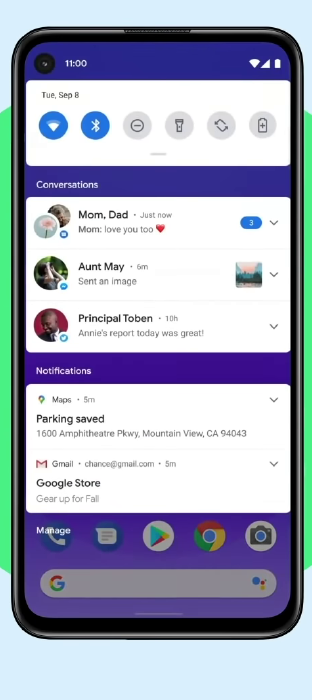 11:00
Tue, Sep 8
Conversations
Mom, Dad • Just now
Mom: love you too ❤️
3
Aunt May • 6m
Sent an image
Principal Toben • 10h
Annie's report today was great!
Notifications
Maps • 5m
Parking saved
1600 Amphitheatre Pkwy, Mountain View, CA 94043
Gmail • chance@gmail.com • 5m
Google Store
Gear up for Fall
Manage